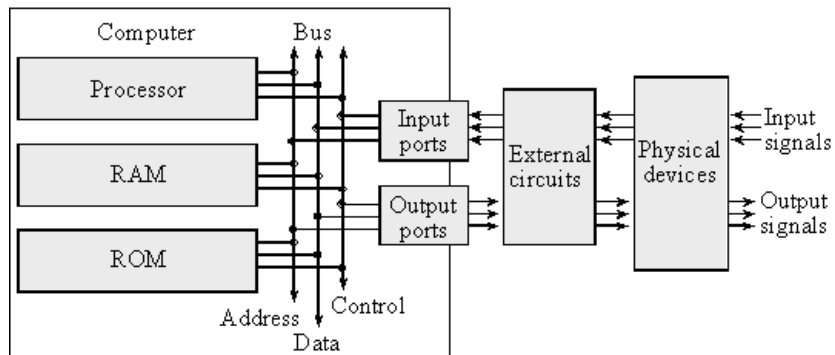 Computer
Bus
Processor
RAM
ROM
Address
Data
Control
Input
ports
Output
ports
External
circuits
Physical
devices
Input
signals
Output
signals